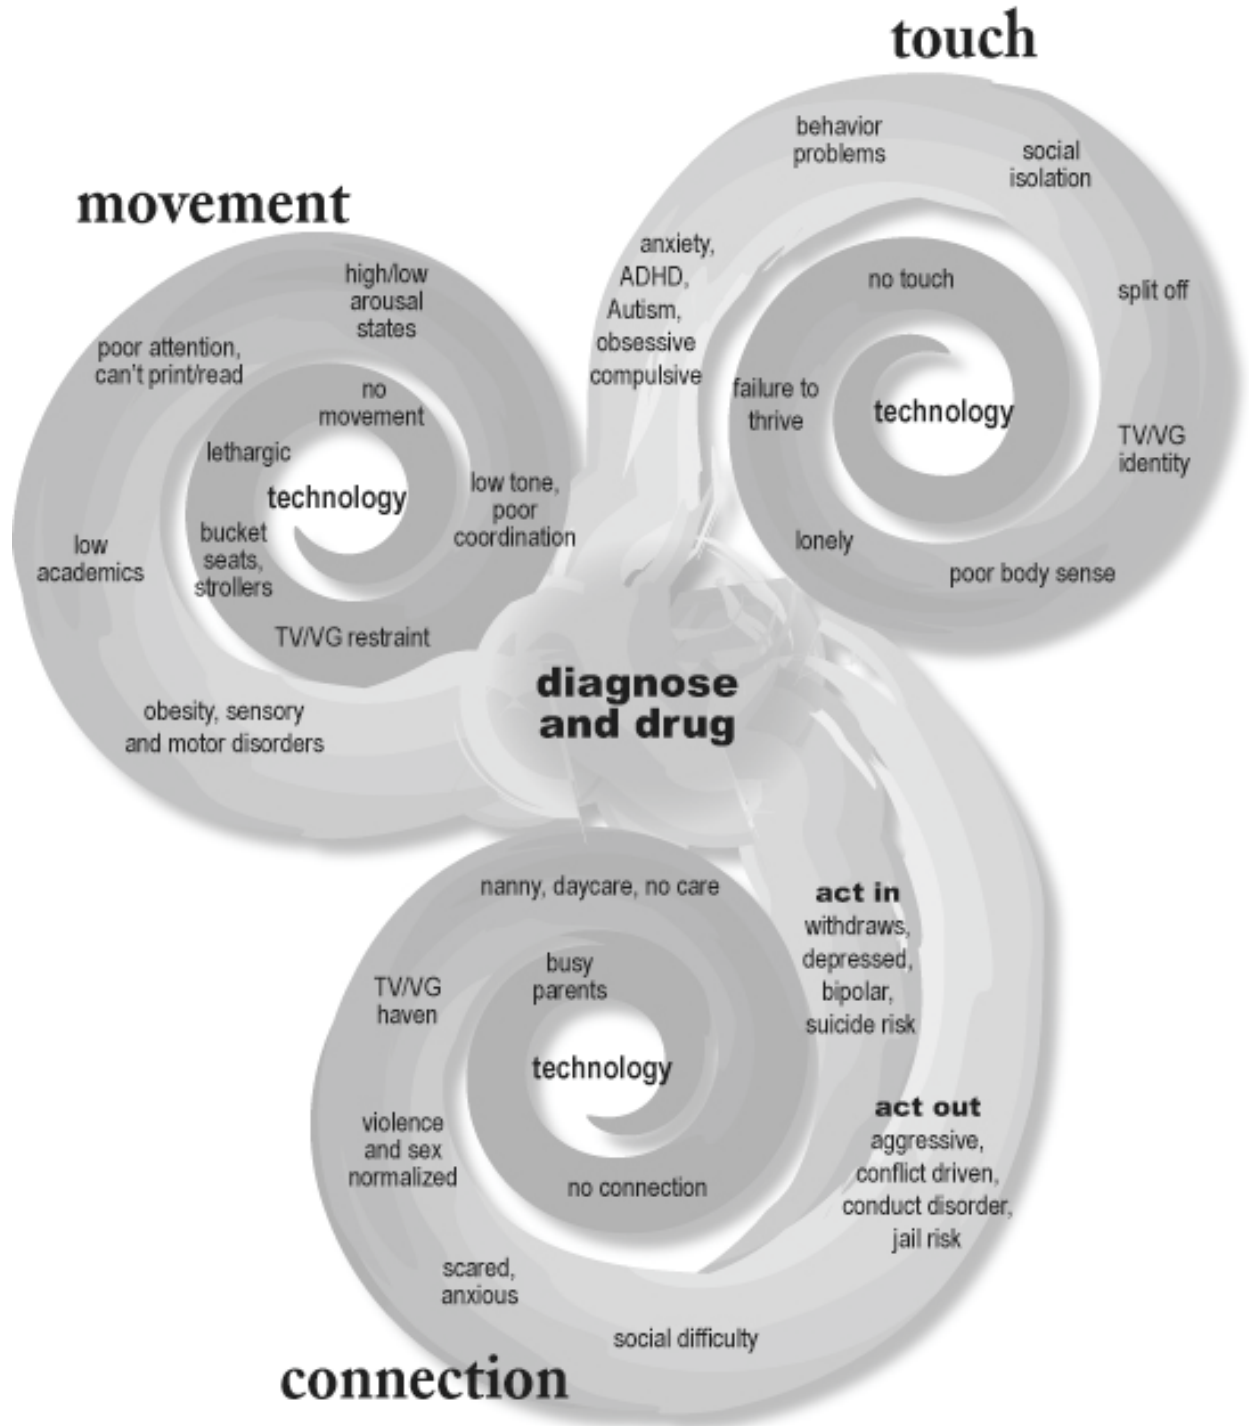 touch
behavior
problems
social
isolation
anxiety,
ADHD,
Autism,
obsessive
compulsive
no touch
split off
failure to
thrive
technology
TV/VG
identity
lonely
poor body sense
movement
high/low
arousal
states
poor attention,
can't print/read
no
movement
lethargic
technology
low tone,
poor
coordination
bucket
seats,
strollers
low
academics
TV/VG restraint
obesity, sensory
and motor disorders
diagnose
and drug
nanny, daycare, no care
act in
withdraws,
depressed,
bipolar,
suicide risk
busy
parents
TV/VG
haven
technology
act out
aggressive,
conflict driven,
conduct disorder,
jail risk
violence
and sex
normalized
no connection
scared,
anxious
social difficulty
connection